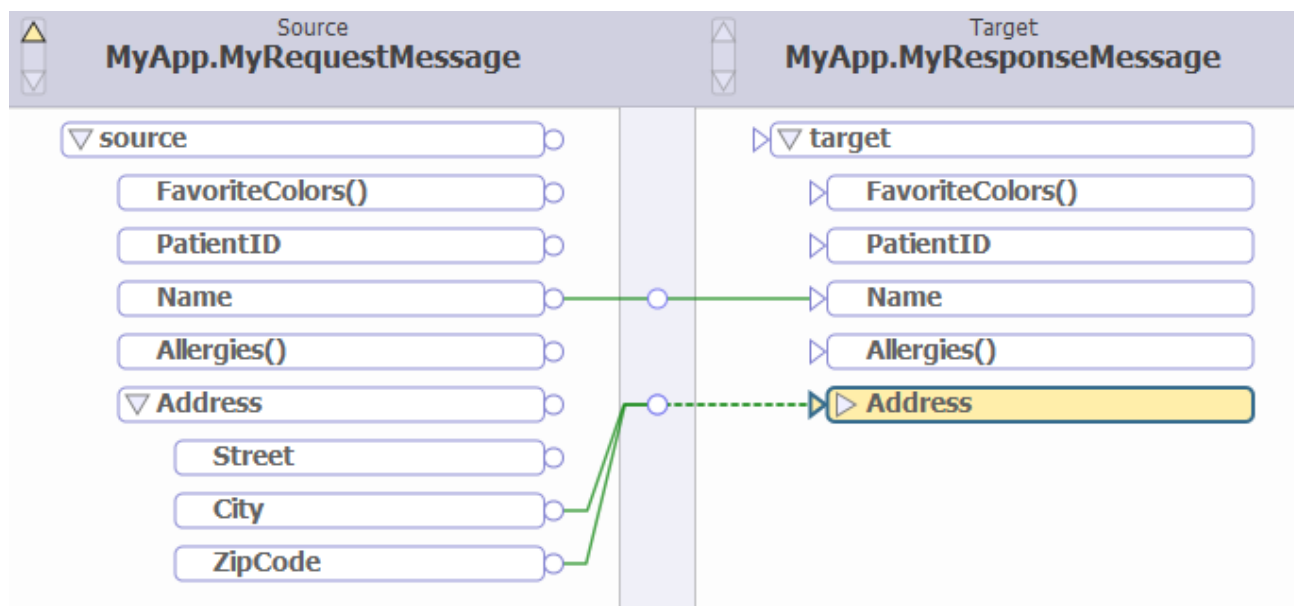 Source
MyApp.MyRequestMessage
Target
MyApp.MyResponseMessage
source
target
FavoriteColors()
FavoriteColors()
PatientID
PatientID
Name
Name
Allergies()
Allergies()
Address
Address
Street
City
ZipCode